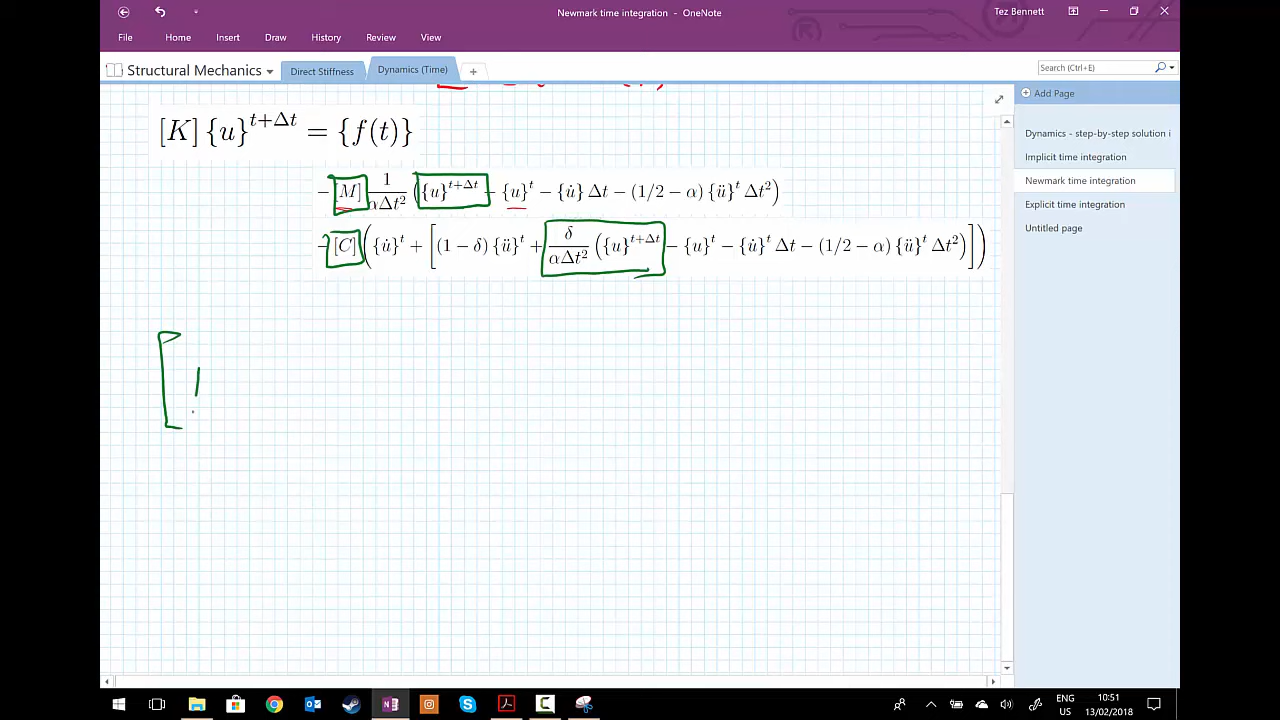 Newmark time integration - OneNote
Tez Bennett
File Home Insert Draw History Review View
Structural Mechanics
Direct Stiffness
Dynamics (Time)
+
Search (Ctrl+E)
Add Page
Dynamics - step-by-step solution i
Implicit time integration
Newmark time integration
Explicit time integration
Untitled page
[K] {u}^{t+Δt} = {f(t)}
− [M] 1/αΔt² ({u}^{t+Δt} − {u}^t − {u̇} Δt − (1/2 − α) {ü}^t Δt²)
− [C] ({u̇}^t + [(1 − δ) {ü}^t + δ/αΔt² ({u}^{t+Δt} − {u}^t − {u̇}^t Δt − (1/2 − α) {ü}^t Δt²)])
[
ENG
US
10:51
13/02/2018